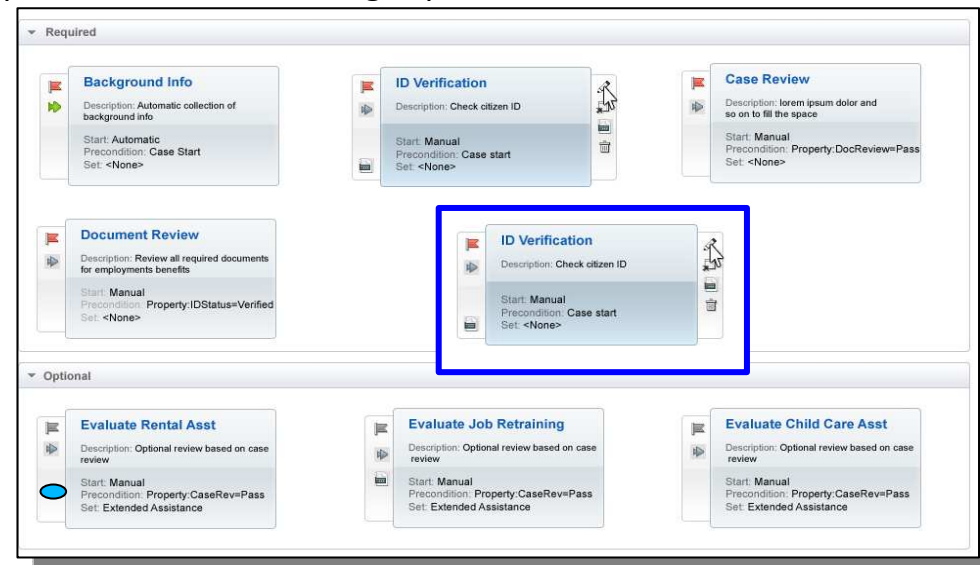 Required
Background Info
Description: Automatic collection of
background info
Start: Automatic
Precondition: Case Start
Set: <None>
ID Verification
Description: Check citizen ID
Start: Manual
Precondition: Case start
Set: <None>
Case Review
Description: lorem ipsum dolor and
so on to fill the space
Start: Manual
Precondition: Property:DocReview=Pass
Set: <None>
Document Review
Description: Review all required documents
for employments benefits
Start: Manual
Precondition: Property:IDStatus=Verified
Set: <None>
ID Verification
Description: Check citizen ID
Start: Manual
Precondition: Case start
Set: <None>
Optional
Evaluate Rental Asst
Description: Optional review based on case
review
Start: Manual
Precondition: Property:CaseRev=Pass
Set: Extended Assistance
Evaluate Job Retraining
Description: Optional review based on case
review
Start: Manual
Precondition: Property:CaseRev=Pass
Set: Extended Assistance
Evaluate Child Care Asst
Description: Optional review based on case
review
Start: Manual
Precondition: Property:CaseRev=Pass
Set: Extended Assistance